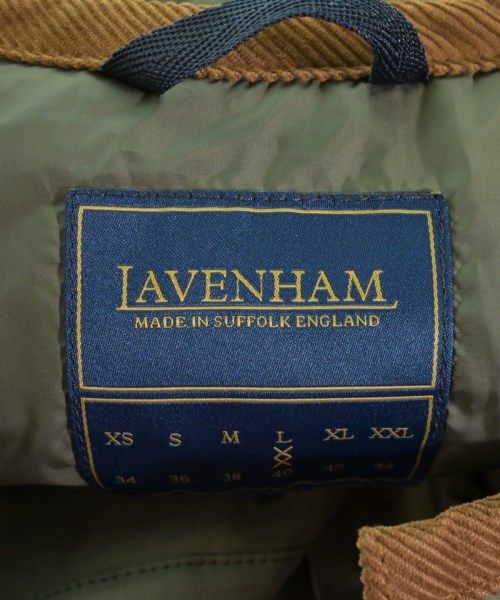 LAVENHAM
MADE IN SUFFOLK ENGLAND
XS S M L XL XXL
34 36 38 40 42 44